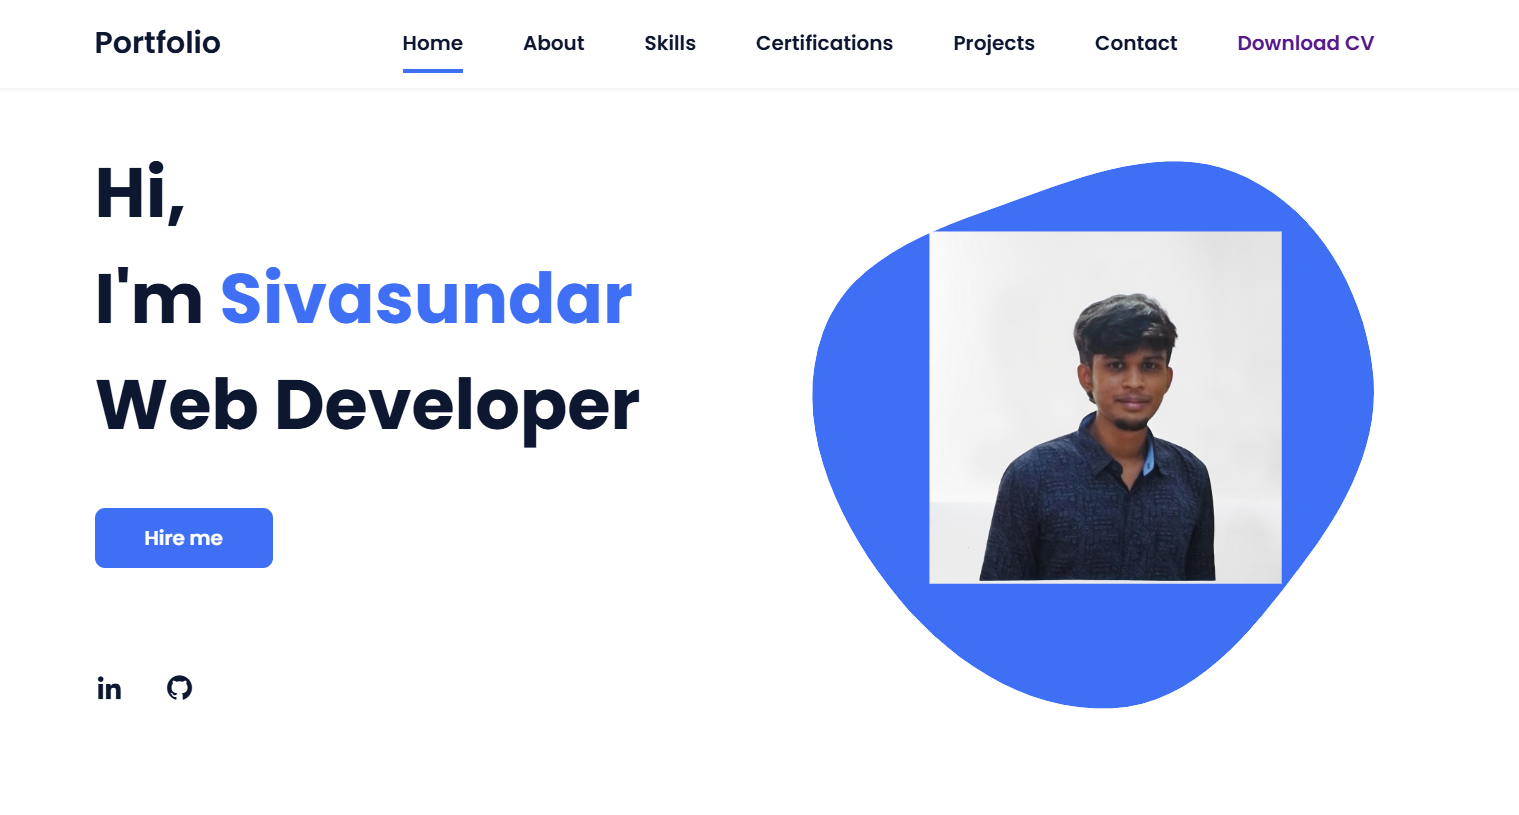 Portfolio
Home About Skills Certifications Projects Contact Download CV
Hi,
I'm Sivasundar
Web Developer
Hire me
in